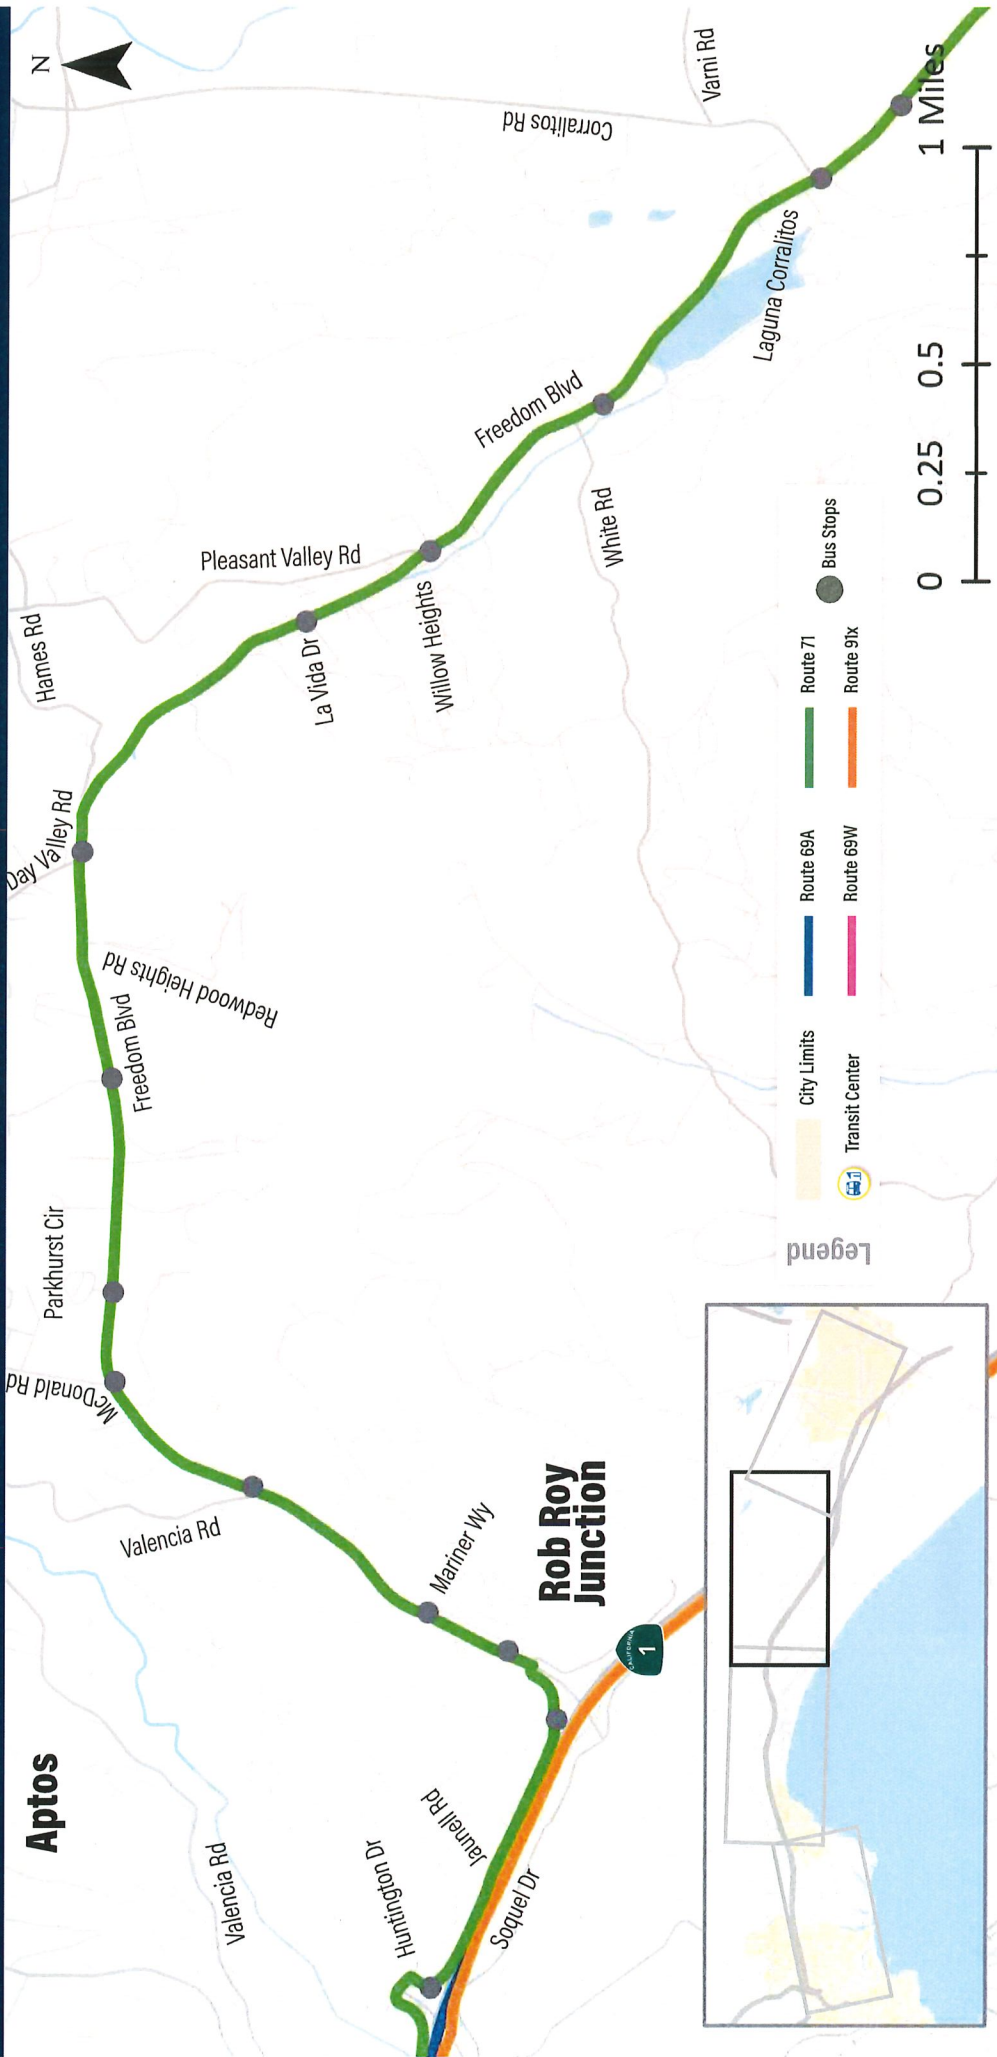 N
Aptos
Valencia Rd
Huntington Dr
Jaunell Rd
Soquel Dr
CALIFORNIA
1
Rob Roy
Junction
Mariner Wy
Valencia Rd
McDonald Rd
Parkhurst Cir
Freedom Blvd
Redwood Heights Rd
Day Valley Rd
Hames Rd
La Vida Dr
Pleasant Valley Rd
Willow Heights
Freedom Blvd
White Rd
Laguna Corralitos
Corralitos Rd
Varni Rd
Legend
City Limits
Transit Center
Route 69A
Route 69W
Route 71
Route 91x
Bus Stops
0 0.25 0.5 1 Miles